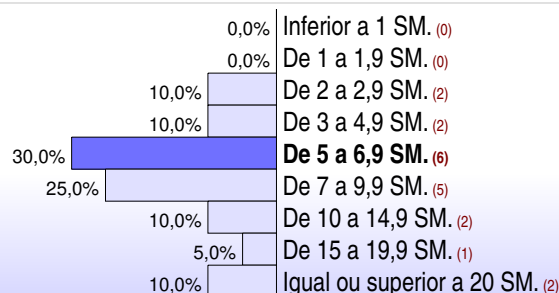 0,0% Inferior a 1 SM. (0)
0,0% De 1 a 1,9 SM. (0)
10,0% De 2 a 2,9 SM. (2)
10,0% De 3 a 4,9 SM. (2)
30,0% De 5 a 6,9 SM. (6)
25,0% De 7 a 9,9 SM. (5)
10,0% De 10 a 14,9 SM. (2)
5,0% De 15 a 19,9 SM. (1)
10,0% Igual ou superior a 20 SM. (2)